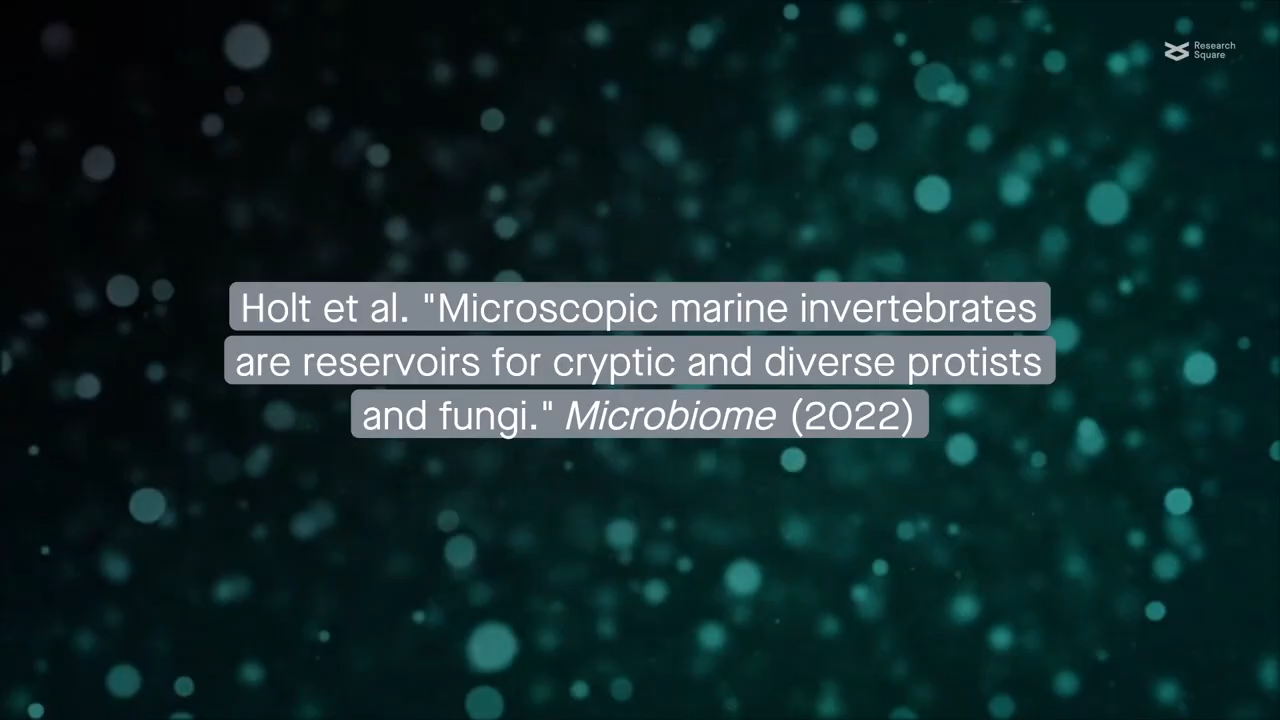 Research
Square
Holt et al. "Microscopic marine invertebrates
are reservoirs for cryptic and diverse protists
and fungi." Microbiome (2022)